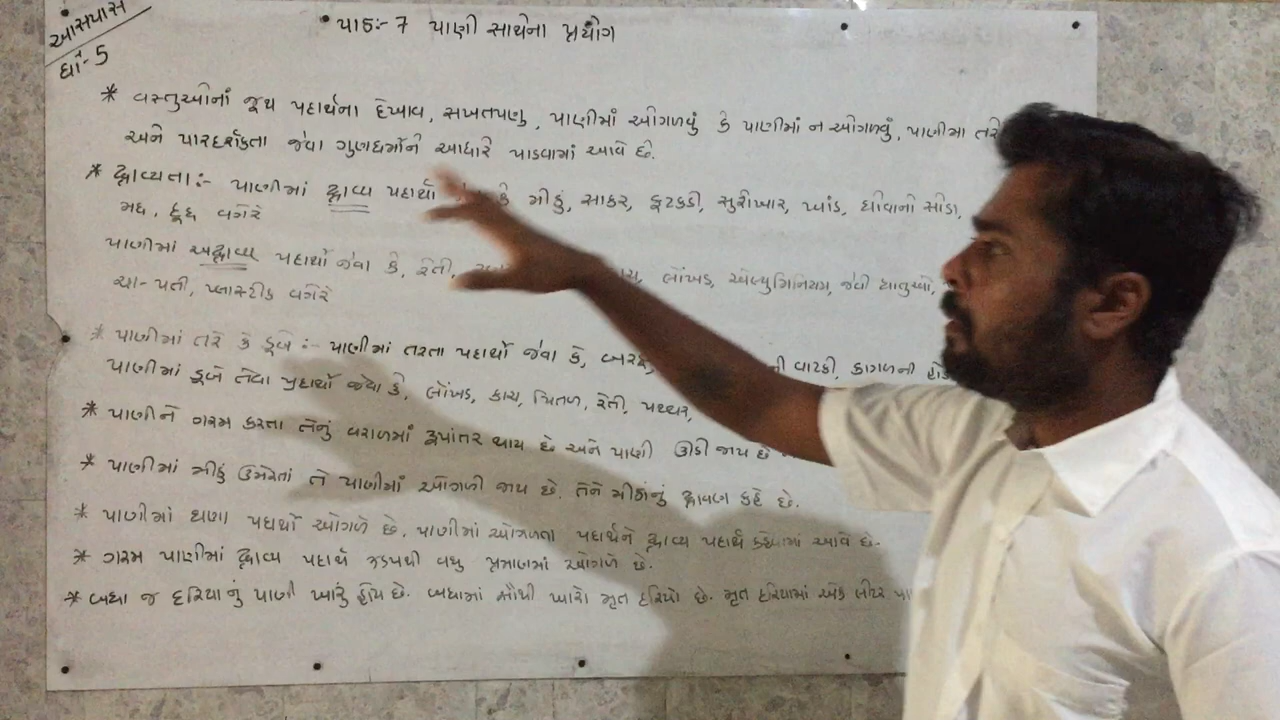 આસપાસ
ધો-5
પાઠ:- 7 પાણી સાથેના પ્રયોગ
* વસ્તુઓનાં જૂથ પદાર્થના દેખાવ, સખતપણુ, પાણીમાં ઓગળવું કે પાણીમાં ન ઓગળવું, પાણીમા તરે
અને પારદર્શકતા જેવા ગુણધર્મોને આધારે પાડવામાં આવે છે.
* દ્રાવ્યતા:- પાણીમાં દ્રાવ્ય પદાર્થો કે મીઠું, સાકર, ફટકડી, સુરોખાર, ખાંડ, ધોવાનો સોડા,
મધ, દૂધ વગેરે
પાણીમાં અદ્રાવ્ય પદાર્થો જેવા કે, રેતી, લોખંડ, એલ્યુમિનિયમ, જેવી ધાતુઓ,
ચા-પતી, પ્લાસ્ટીક વગેરે
* પાણીમાં તરે કે ડૂબે:- પાણીમાં તરતા પદાર્થો જેવા કે, બરફ, વાટકી, કાગળની
પાણીમાં ડૂબે તેવા પદાર્થો જેવા કે, લોંખડ, કાચ, પિતળ, રેતી, પથ્થર,
* પાણીને ગરમ કરતા તેનું વરાળમાં રૂપાંતર થાય છે અને પાણી ઊડી જાય છે
* પાણીમાં મીઠું ઉમેરતાં તે પાણીમાં ઓગળી જાય છે. તેને મીઠાંનું દ્રાવણ કહે છે.
* પાણીમાં ઘણા પદાર્થો ઓગળે છે. પાણીમાં ઓગળતા પદાર્થને દ્રાવ્ય પદાર્થ કહેવામાં આવે છે.
* ગરમ પાણીમાં દ્રાવ્ય પદાર્થ ઝડપથી વધુ પ્રમાણમાં ઓગળે છે.
* બધા જ દરિયાનું પાણી ખારું હોય છે. બધામાં સૌથી ખારો મૃત દરિયો છે. મૃત દરિયામાં એક લીટર